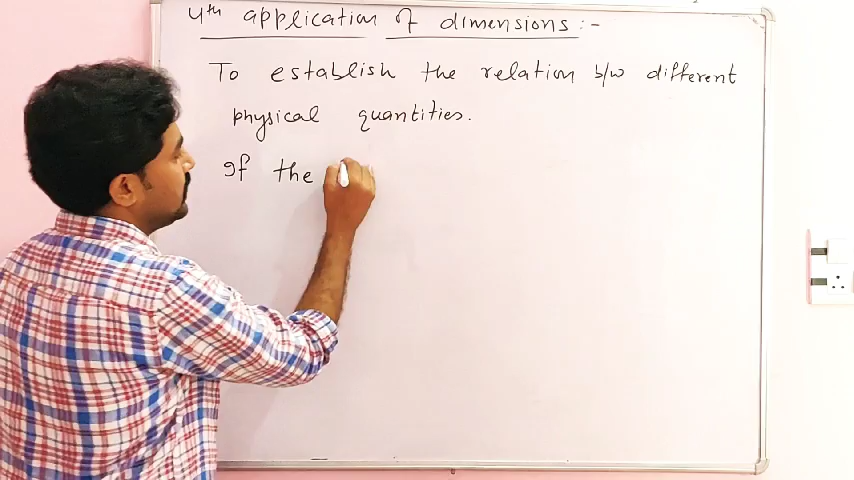 4th application of dimensions :-
To establish the relation b/w different
physical quantities.
If the